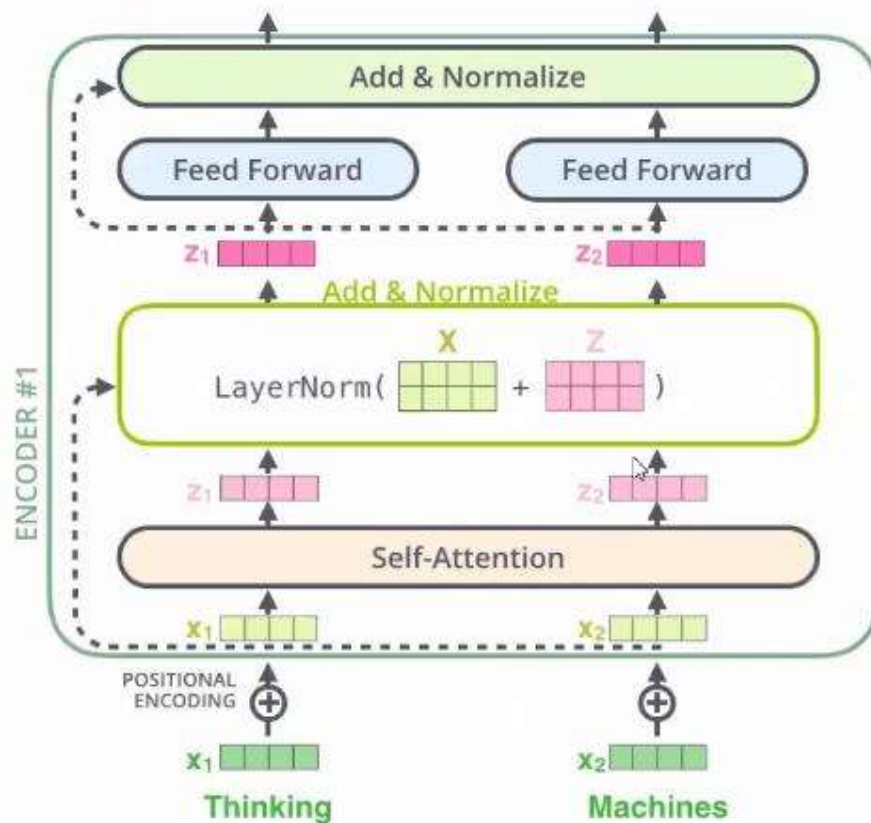 Add & Normalize
Feed Forward Feed Forward
z1 z2
Add & Normalize
X Z
LayerNorm( + )
ENCODER #1
z1 z2
Self-Attention
x1 x2
POSITIONAL
ENCODING
x1 x2
Thinking Machines